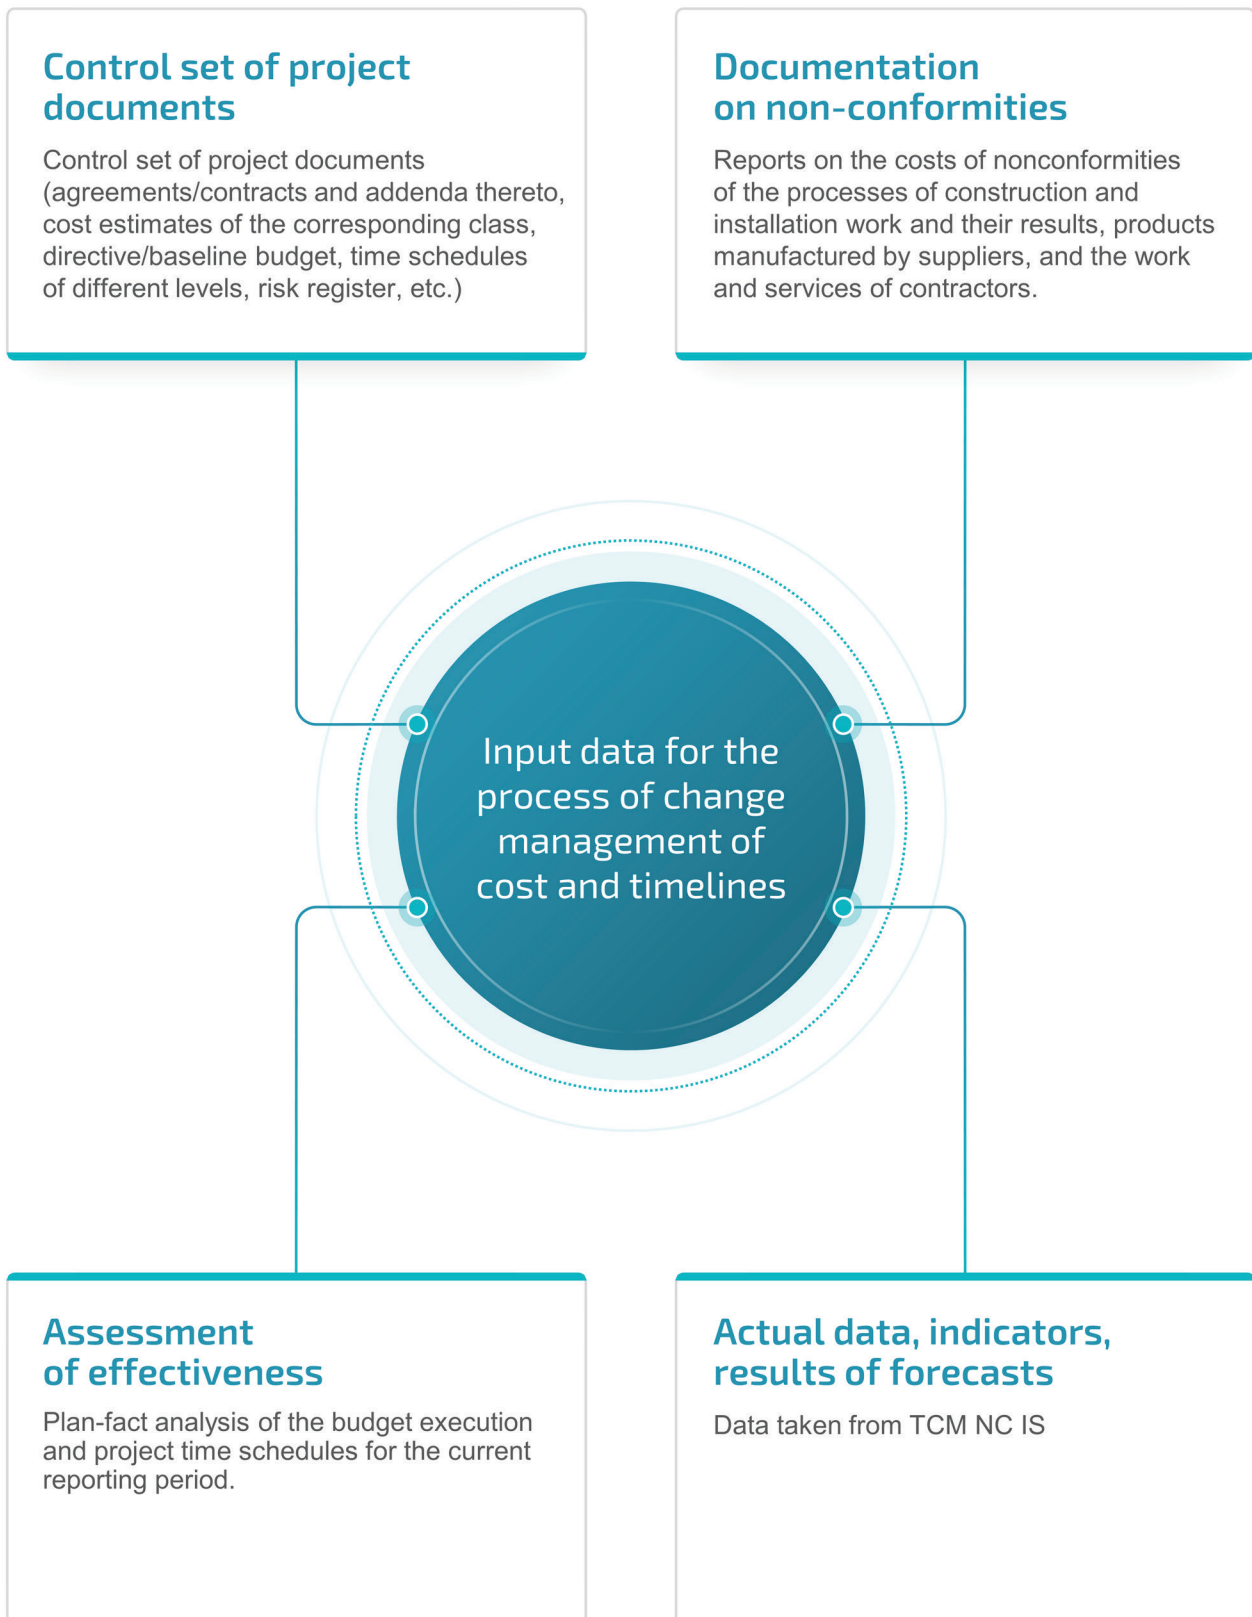 Control set of project
documents
Control set of project documents
(agreements/contracts and addenda thereto,
cost estimates of the corresponding class,
directive/baseline budget, time schedules
of different levels, risk register, etc.)
Documentation
on non-conformities
Reports on the costs of nonconformities
of the processes of construction and
installation work and their results, products
manufactured by suppliers, and the work
and services of contractors.
Input data for the
process of change
management of
cost and timelines
Assessment
of effectiveness
Plan-fact analysis of the budget execution
and project time schedules for the current
reporting period.
Actual data, indicators,
results of forecasts
Data taken from TCM NC IS